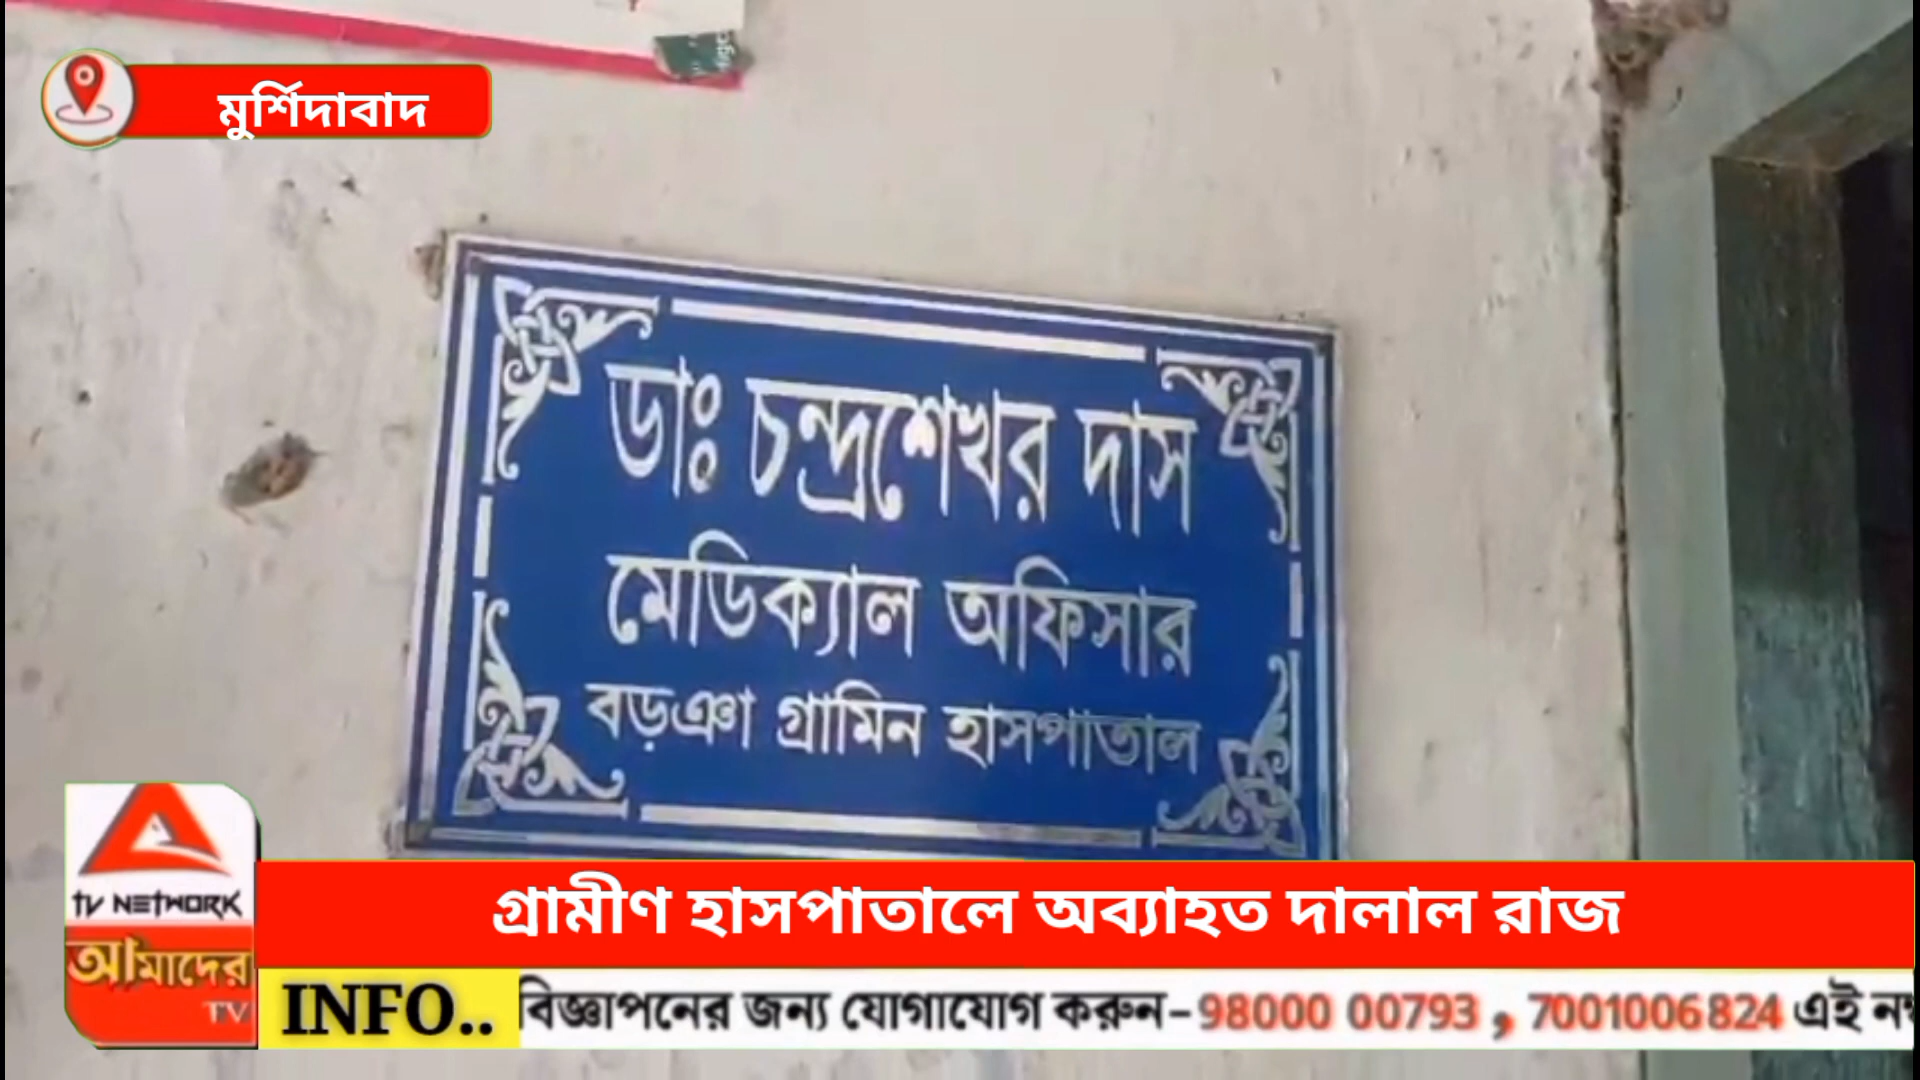 মুর্শিদাবাদ
ডাঃ চন্দ্রশেখর দাস
মেডিক্যাল অফিসার
বড়ঞা গ্রামিন হাসপাতাল
গ্রামীণ হাসপাতালে অব্যাহত দালাল রাজ
TV NETWORK
আমাদের
TV
INFO.. বিজ্ঞাপনের জন্য যোগাযোগ করুন-98000 00793 , 7001006824 এই